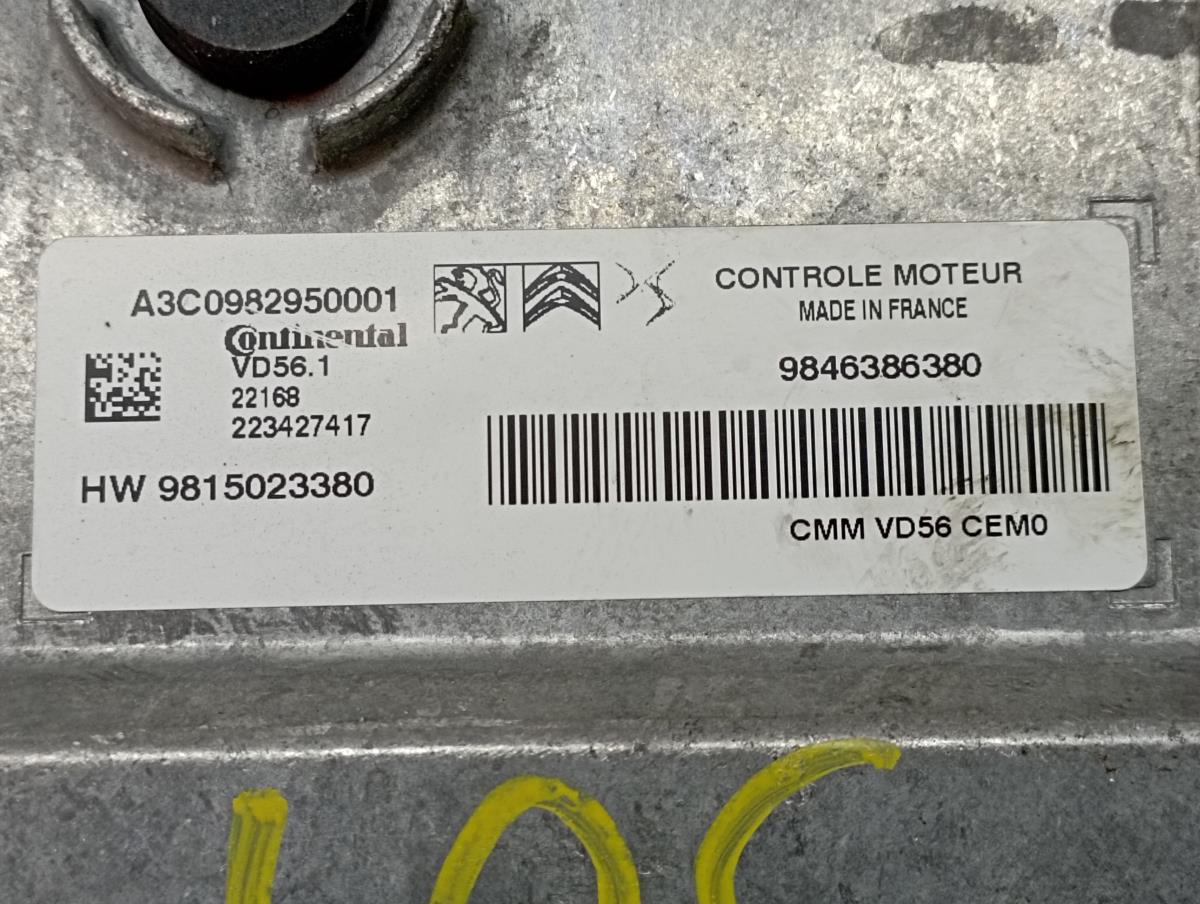 A3C0982950001
Continental
VD56.1
22168
223427417
HW 9815023380
CONTROLE MOTEUR
MADE IN FRANCE
9846386380
CMM VD56 CEM0